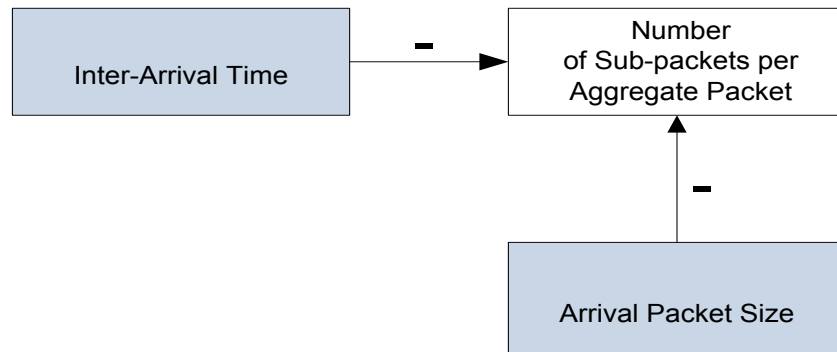 Inter-Arrival Time
-
Number
of Sub-packets per
Aggregate Packet
-
Arrival Packet Size